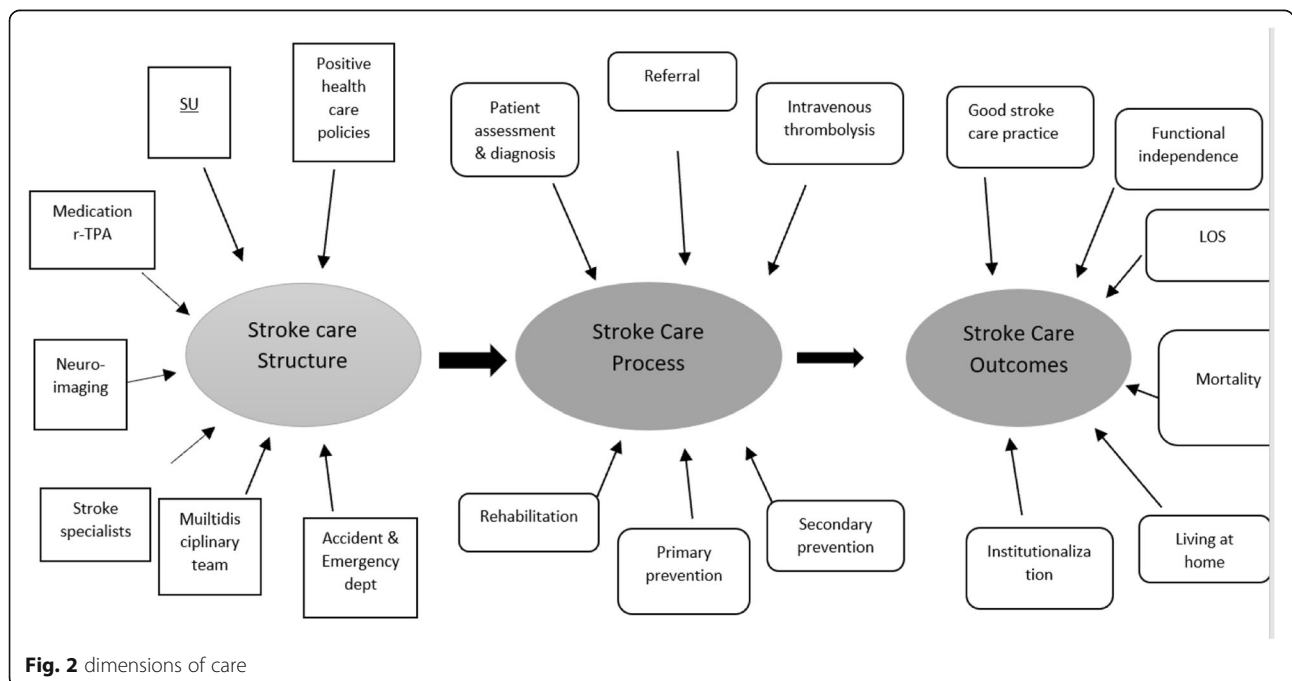 SU
Positive
health care
policies
Medication
r-TPA
Neuro-
imaging
Stroke
specialists
Muiltidis
ciplinary
team
Accident &
Emergency
dept
Stroke care
Structure
Patient
assessment
& diagnosis
Referral
Intravenous
thrombolysis
Stroke Care
Process
Rehabilitation
Primary
prevention
Secondary
prevention
Good stroke
care practice
Functional
independence
LOS
Mortality
Stroke Care
Outcomes
Institutionaliza
tion
Living at
home
Fig. 2 dimensions of care